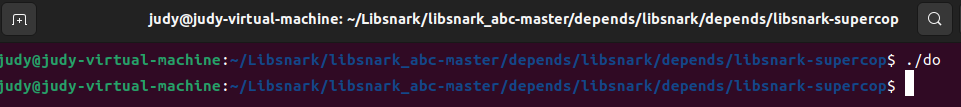 judy@judy-virtual-machine: ~/Libsnark/libsnark_abc-master/depends/libsnark/depends/libsnark-supercop
judy@judy-virtual-machine:~/Libsnark/libsnark_abc-master/depends/libsnark/depends/libsnark-supercop$ ./do
judy@judy-virtual-machine:~/Libsnark/libsnark_abc-master/depends/libsnark/depends/libsnark-supercop$